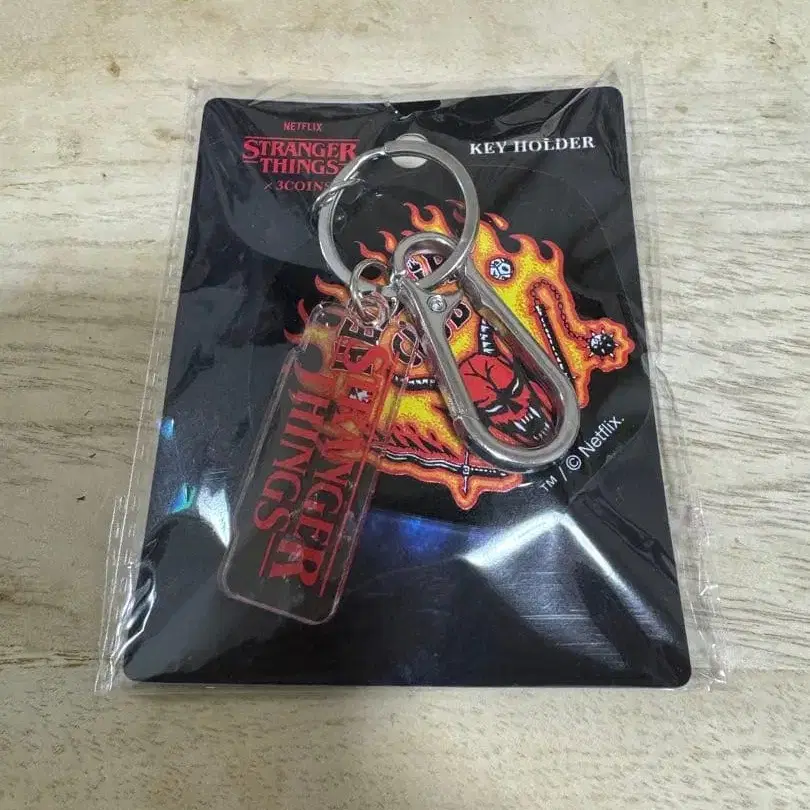 NETFLIX
STRANGER
THINGS
×3COINS
KEY HOLDER
STRANGER
THINGS
TM / © Netflix.